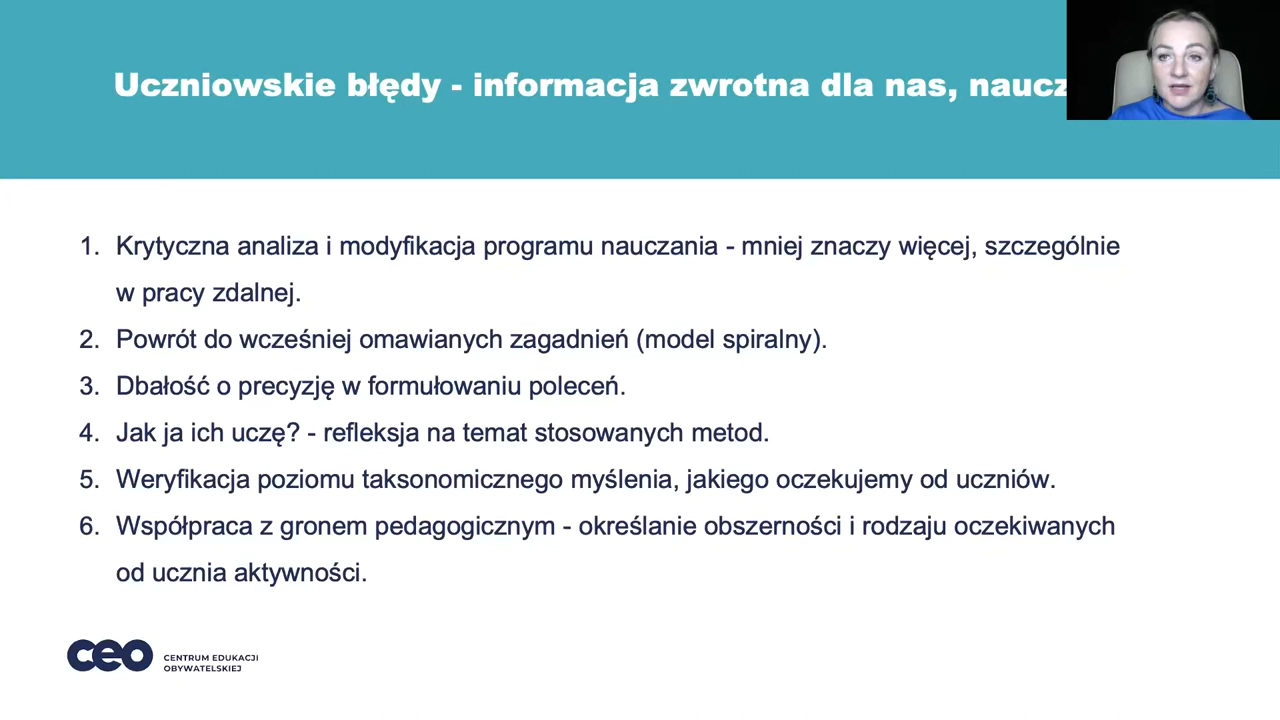 Uczniowskie błędy - informacja zwrotna dla nas,
1. Krytyczna analiza i modyfikacja programu nauczania - mniej znaczy więcej, szczególnie
w pracy zdalnej.
2. Powrót do wcześniej omawianych zagadnień (model spiralny).
3. Dbałość o precyzję w formułowaniu poleceń.
4. Jak ja ich uczę? - refleksja na temat stosowanych metod.
5. Weryfikacja poziomu taksonomicznego myślenia, jakiego oczekujemy od uczniów.
6. Współpraca z gronem pedagogicznym - określanie obszerności i rodzaju oczekiwanych
od ucznia aktywności.
ceo
CENTRUM EDUKACJI
OBYWATELSKIEJ